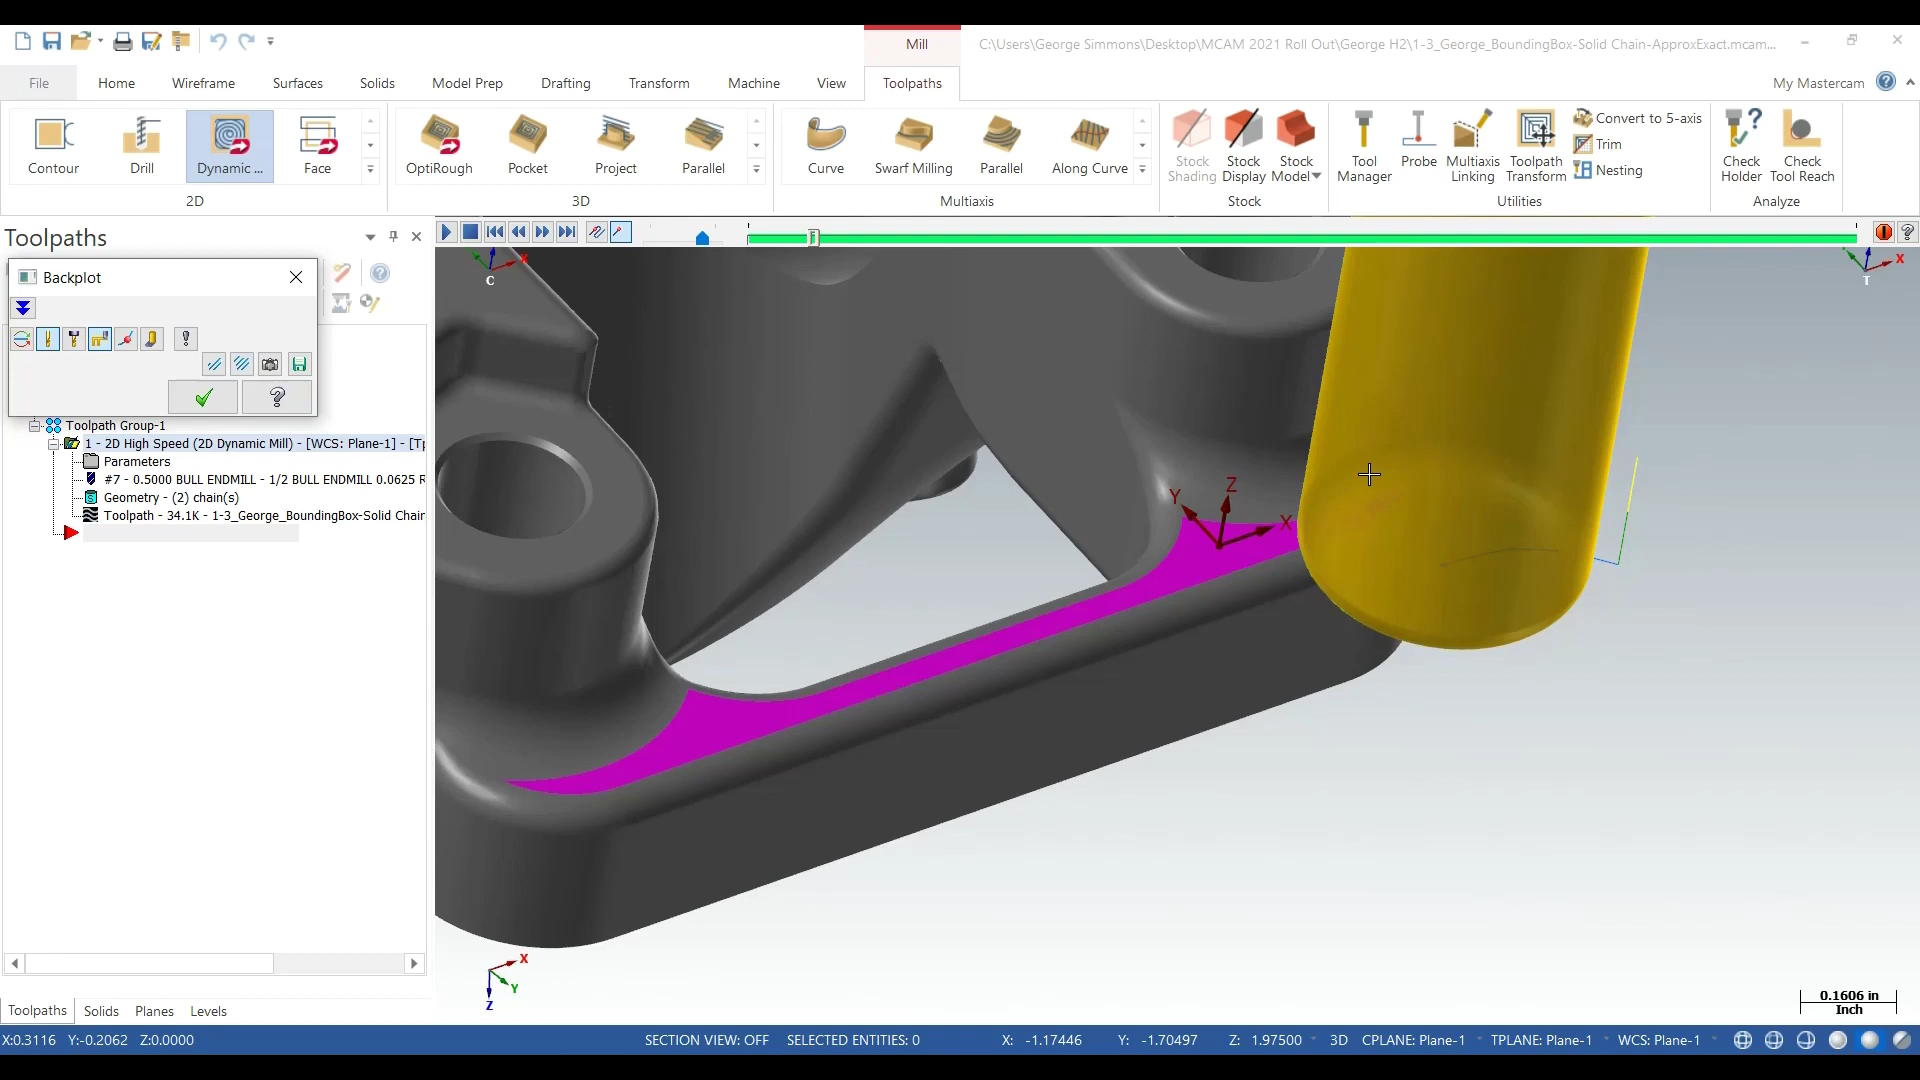 Mill
C:\Users\George Simmons\Desktop\MCAM 2021 Roll Out\George H2\1-3_George_BoundingBox-Solid Chain-ApproxExact.mcam...
File Home Wireframe Surfaces Solids Model Prep Drafting Transform Machine View Toolpaths My Mastercam
Contour Drill Dynamic ... Face OptiRough Pocket Project Parallel Curve Swarf Milling Parallel Along Curve
Stock Shading
Stock Display
Stock Model
Tool Manager
Probe
Multiaxis Linking
Toolpath Transform
Convert to 5-axis
Trim
Nesting
Check Holder
Check Tool Reach
2D 3D Multiaxis Stock Utilities Analyze
Toolpaths
Backplot
Toolpath Group-1
1 - 2D High Speed (2D Dynamic Mill) - [WCS: Plane-1] - [Tp
Parameters
#7 - 0.5000 BULL ENDMILL - 1/2 BULL ENDMILL 0.0625 R
Geometry - (2) chain(s)
Toolpath - 34.1K - 1-3_George_BoundingBox-Solid Chair
X
C
X
T
Z
Y
X
X
Y
Z
0.1606 in
Inch
Toolpaths Solids Planes Levels
X:0.3116 Y:-0.2062 Z:0.0000 SECTION VIEW: OFF SELECTED ENTITIES: 0 X: -1.17446 Y: -1.70497 Z: 1.97500 3D CPLANE: Plane-1 TPLANE: Plane-1 WCS: Plane-1